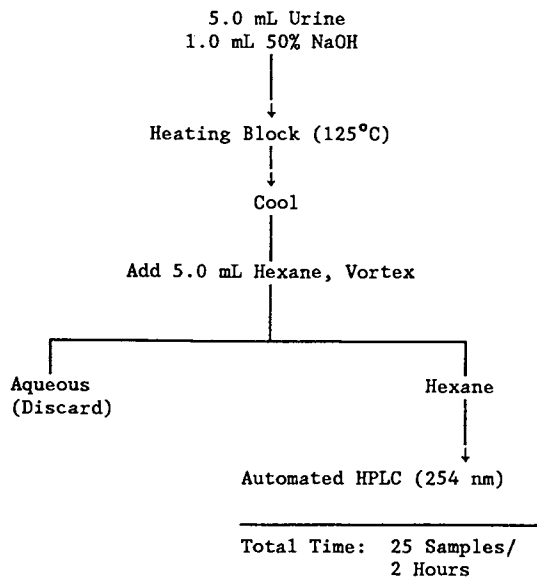 5.0 mL Urine
1.0 mL 50% NaOH
Heating Block (125°C)
Cool
Add 5.0 mL Hexane, Vortex
Aqueous
(Discard)
Hexane
Automated HPLC (254 nm)
Total Time: 25 Samples/
2 Hours